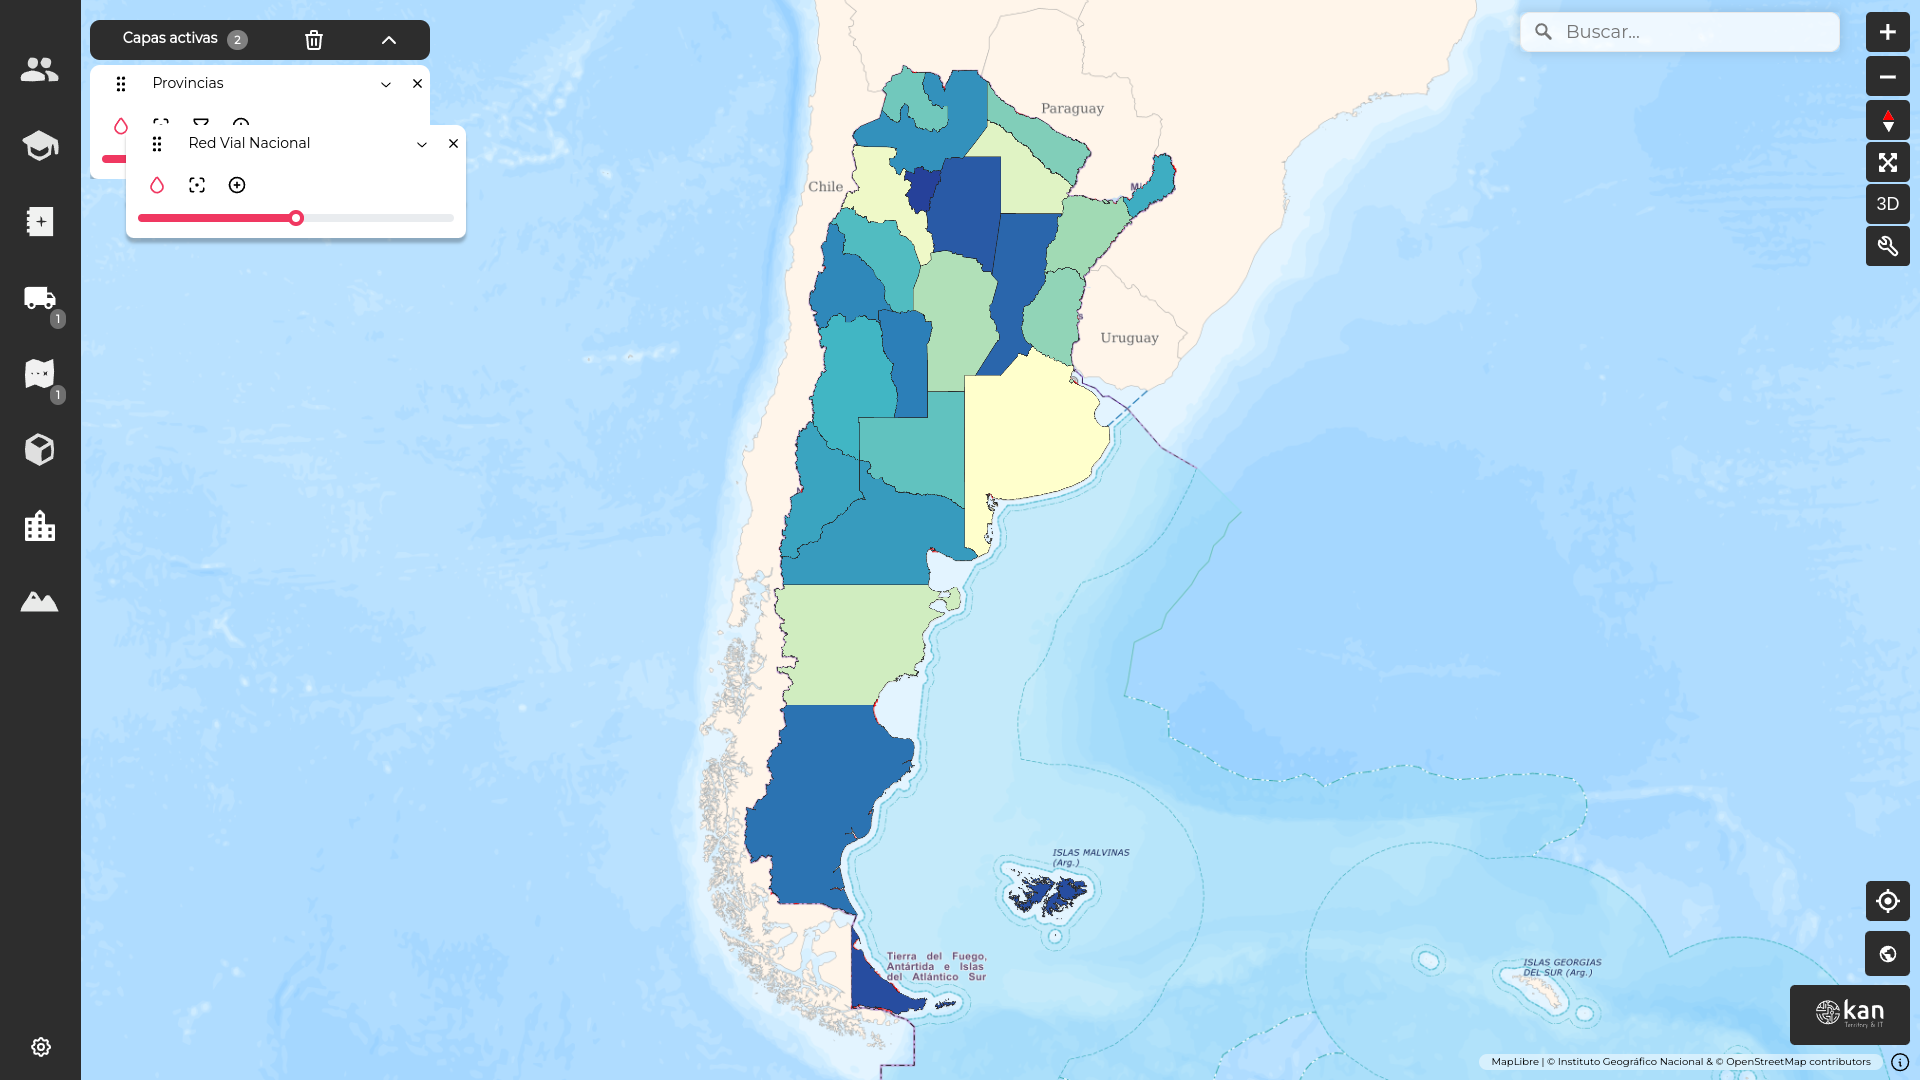 Capas activas 2
Provincias
Red Vial Nacional
Buscar...
3D
1
1
Paraguay
Chile
Uruguay
ISLAS MALVINAS
(Arg.)
Tierra del Fuego,
Antártida e Islas
del Atlántico Sur
ISLAS GEORGIAS
DEL SUR (Arg.)
kan
Territory & IT
MapLibre | © Instituto Geográfico Nacional & © OpenStreetMap contributors